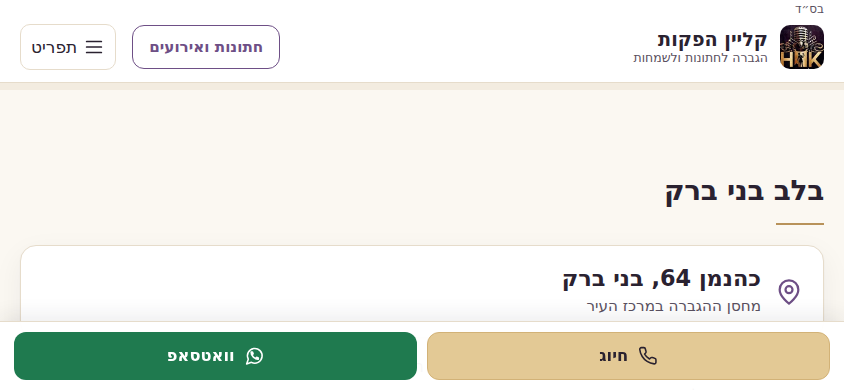 בס״ד
קליין הפקות
הגברה לחתונות ולשמחות
חתונות ואירועים
תפריט
בלב בני ברק
כהנמן 64, בני ברק
מחסן ההגברה במרכז העיר
חיוג
וואטסאפ